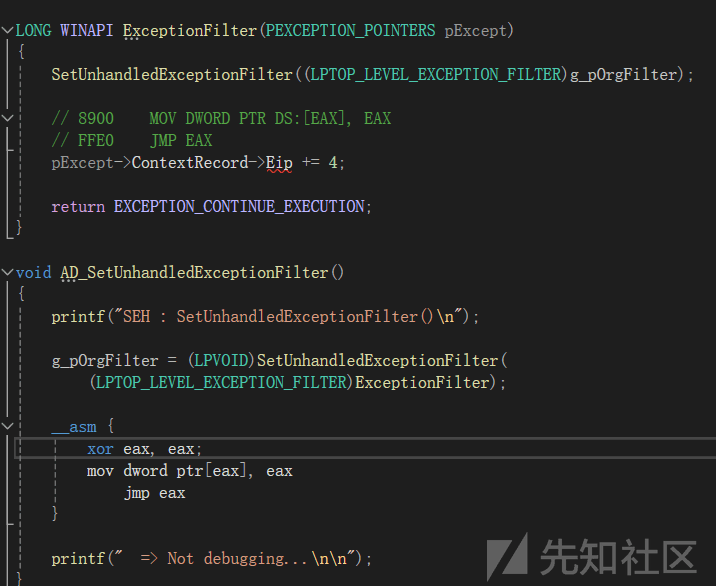 LONG WINAPI ExceptionFilter(PEXCEPTION_POINTERS pExcept)
{
    SetUnhandledExceptionFilter((LPTOP_LEVEL_EXCEPTION_FILTER)g_pOrgFilter);

    // 8900    MOV DWORD PTR DS:[EAX], EAX
    // FFE0    JMP EAX
    pExcept->ContextRecord->Eip += 4;

    return EXCEPTION_CONTINUE_EXECUTION;
}

void AD_SetUnhandledExceptionFilter()
{
    printf("SEH : SetUnhandledExceptionFilter()\n");

    g_pOrgFilter = (LPVOID)SetUnhandledExceptionFilter(
        (LPTOP_LEVEL_EXCEPTION_FILTER)ExceptionFilter);

    __asm {
        xor eax, eax;
        mov dword ptr[eax], eax
            jmp eax
    }

    printf("  => Not debugging...\n\n");
}
先知社区